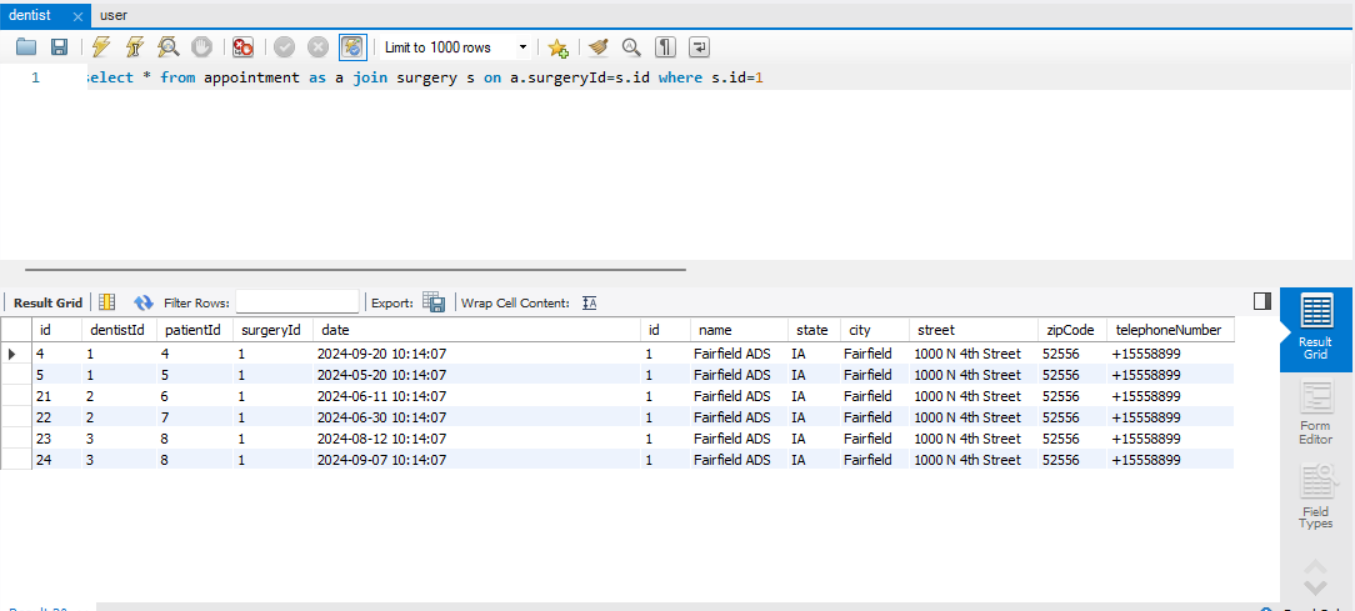 dentist user
Limit to 1000 rows
1 select * from appointment as a join surgery s on a.surgeryId=s.id where s.id=1
Result Grid Filter Rows: Export: Wrap Cell Content:
id dentistId patientId surgeryId date id name state city street zipCode telephoneNumber
4 1 4 1 2024-09-20 10:14:07 1 Fairfield ADS IA Fairfield 1000 N 4th Street 52556 +15558899
5 1 5 1 2024-05-20 10:14:07 1 Fairfield ADS IA Fairfield 1000 N 4th Street 52556 +15558899
21 2 6 1 2024-06-11 10:14:07 1 Fairfield ADS IA Fairfield 1000 N 4th Street 52556 +15558899
22 2 7 1 2024-06-30 10:14:07 1 Fairfield ADS IA Fairfield 1000 N 4th Street 52556 +15558899
23 3 8 1 2024-08-12 10:14:07 1 Fairfield ADS IA Fairfield 1000 N 4th Street 52556 +15558899
24 3 8 1 2024-09-07 10:14:07 1 Fairfield ADS IA Fairfield 1000 N 4th Street 52556 +15558899
Result
Grid
Form
Editor
Field
Types